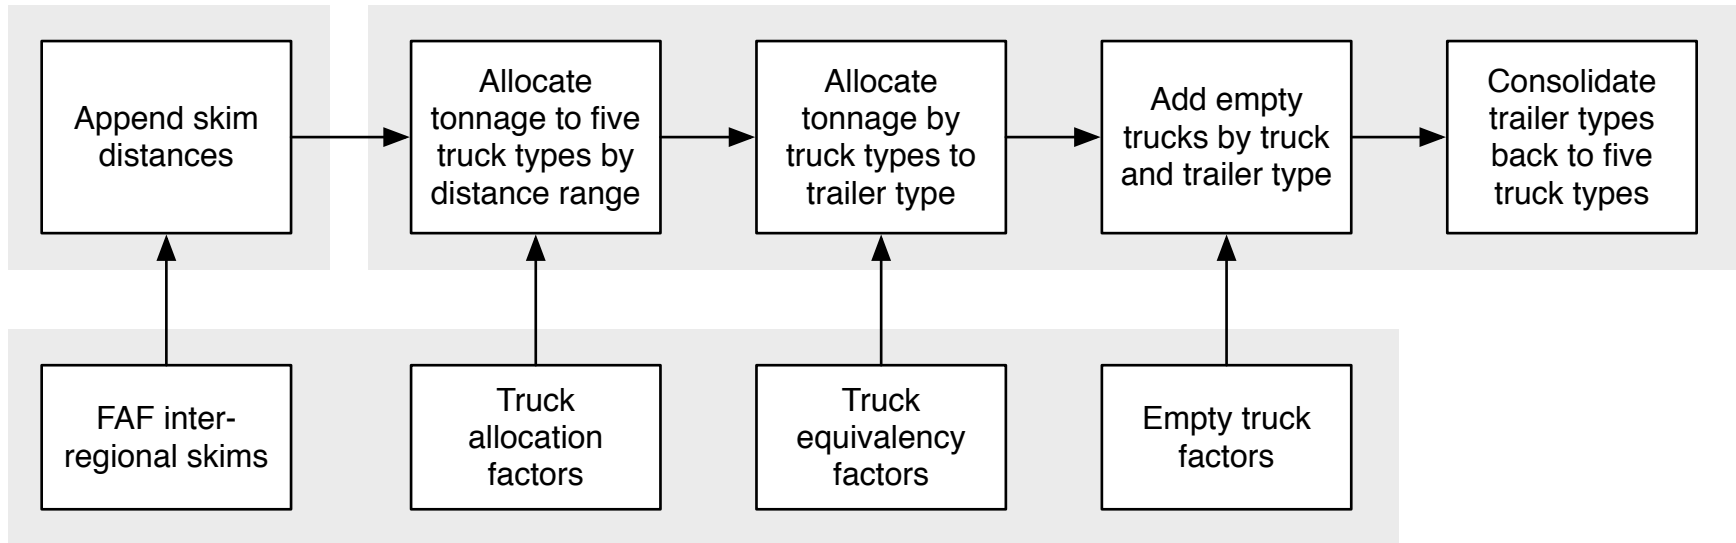 Append skim
distances
Allocate
tonnage to five
truck types by
distance range
Allocate
tonnage by
truck types to
trailer type
Add empty
trucks by truck
and trailer type
Consolidate
trailer types
back to five
truck types
FAF inter-
regional skims
Truck
allocation
factors
Truck
equivalency
factors
Empty truck
factors